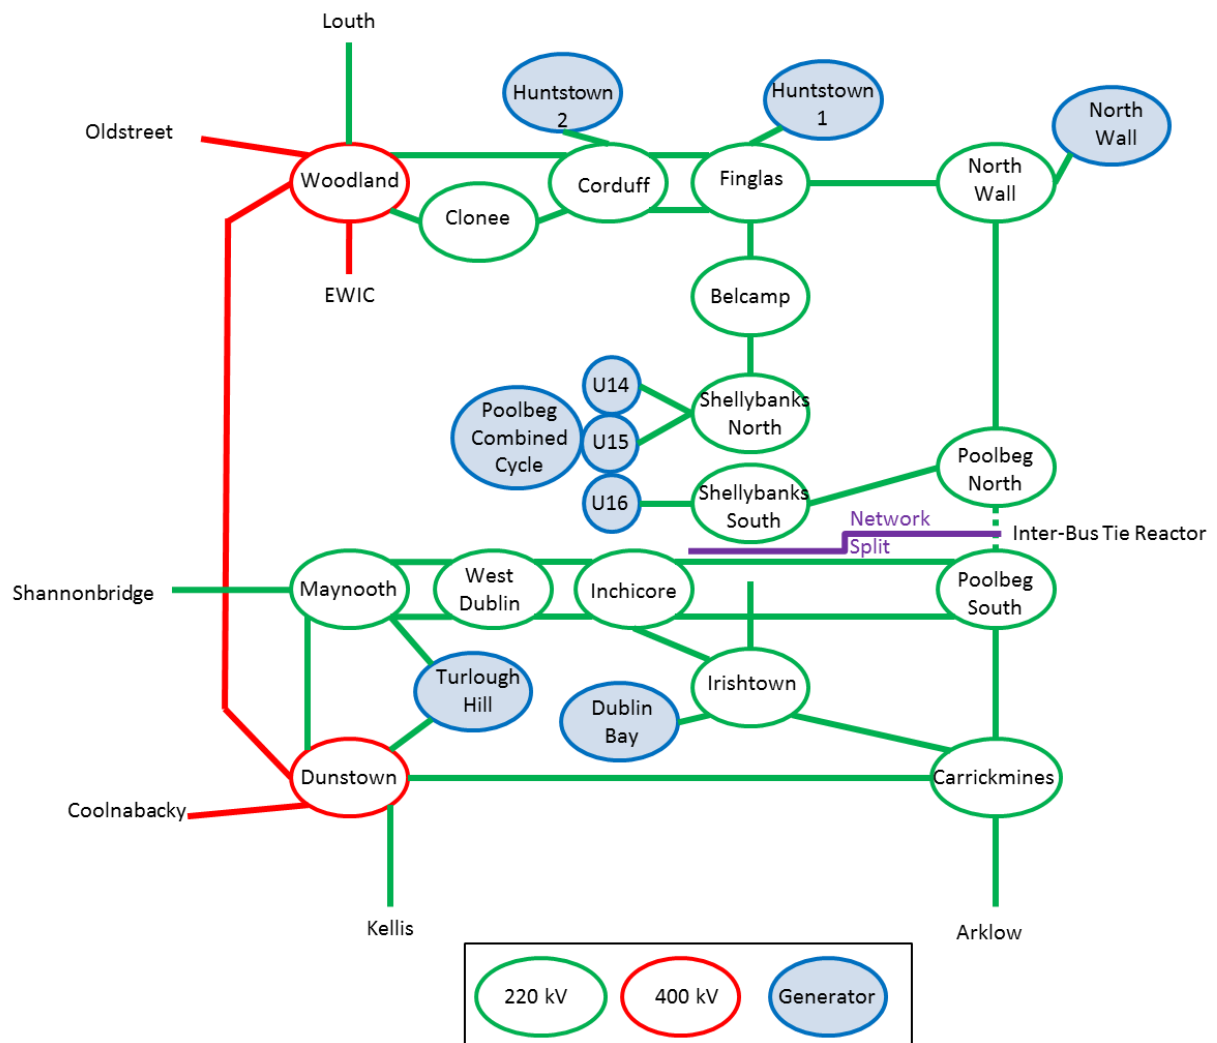 Louth
Oldstreet
Huntstown
2
Huntstown
1
North
Wall
Woodland
Corduff
Finglas
North
Wall
Clonee
EWIC
Belcamp
U14
Poolbeg
Combined
Cycle
U15
U16
Shellybanks
North
Shellybanks
South
Poolbeg
North
Network
Split
Inter-Bus Tie Reactor
Shannonbridge
Maynooth
West
Dublin
Inchicore
Poolbeg
South
Turlough
Hill
Irishtown
Dublin
Bay
Dunstown
Carrickmines
Coolnabacky
Kellis
Arklow
220 kV
400 kV
Generator